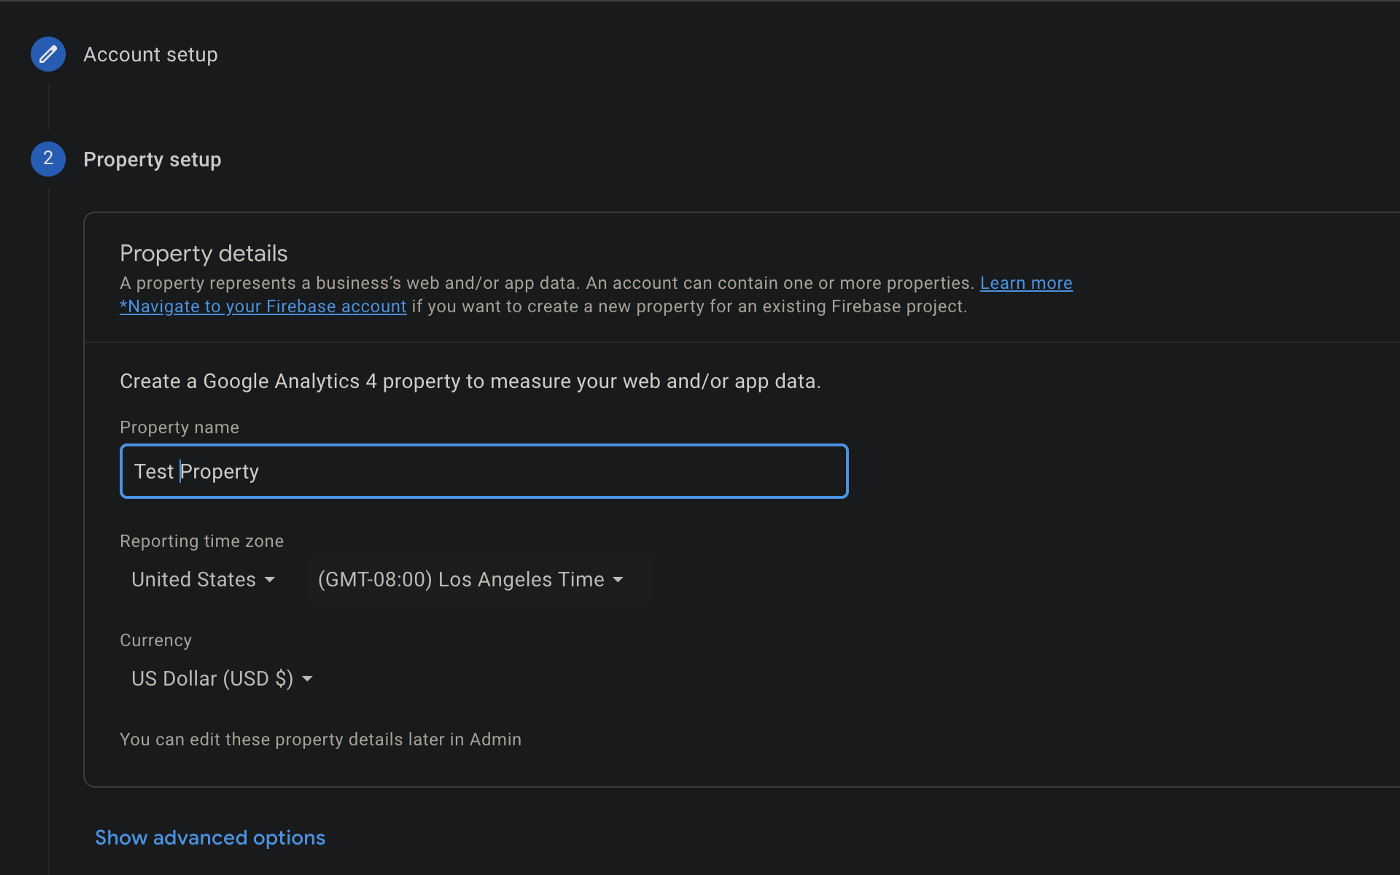 Account setup
2
Property setup
Property details
A property represents a business’s web and/or app data. An account can contain one or more properties. Learn more
*Navigate to your Firebase account if you want to create a new property for an existing Firebase project.
Create a Google Analytics 4 property to measure your web and/or app data.
Property name
Test Property
Reporting time zone
United States
(GMT-08:00) Los Angeles Time
Currency
US Dollar (USD $)
You can edit these property details later in Admin
Show advanced options